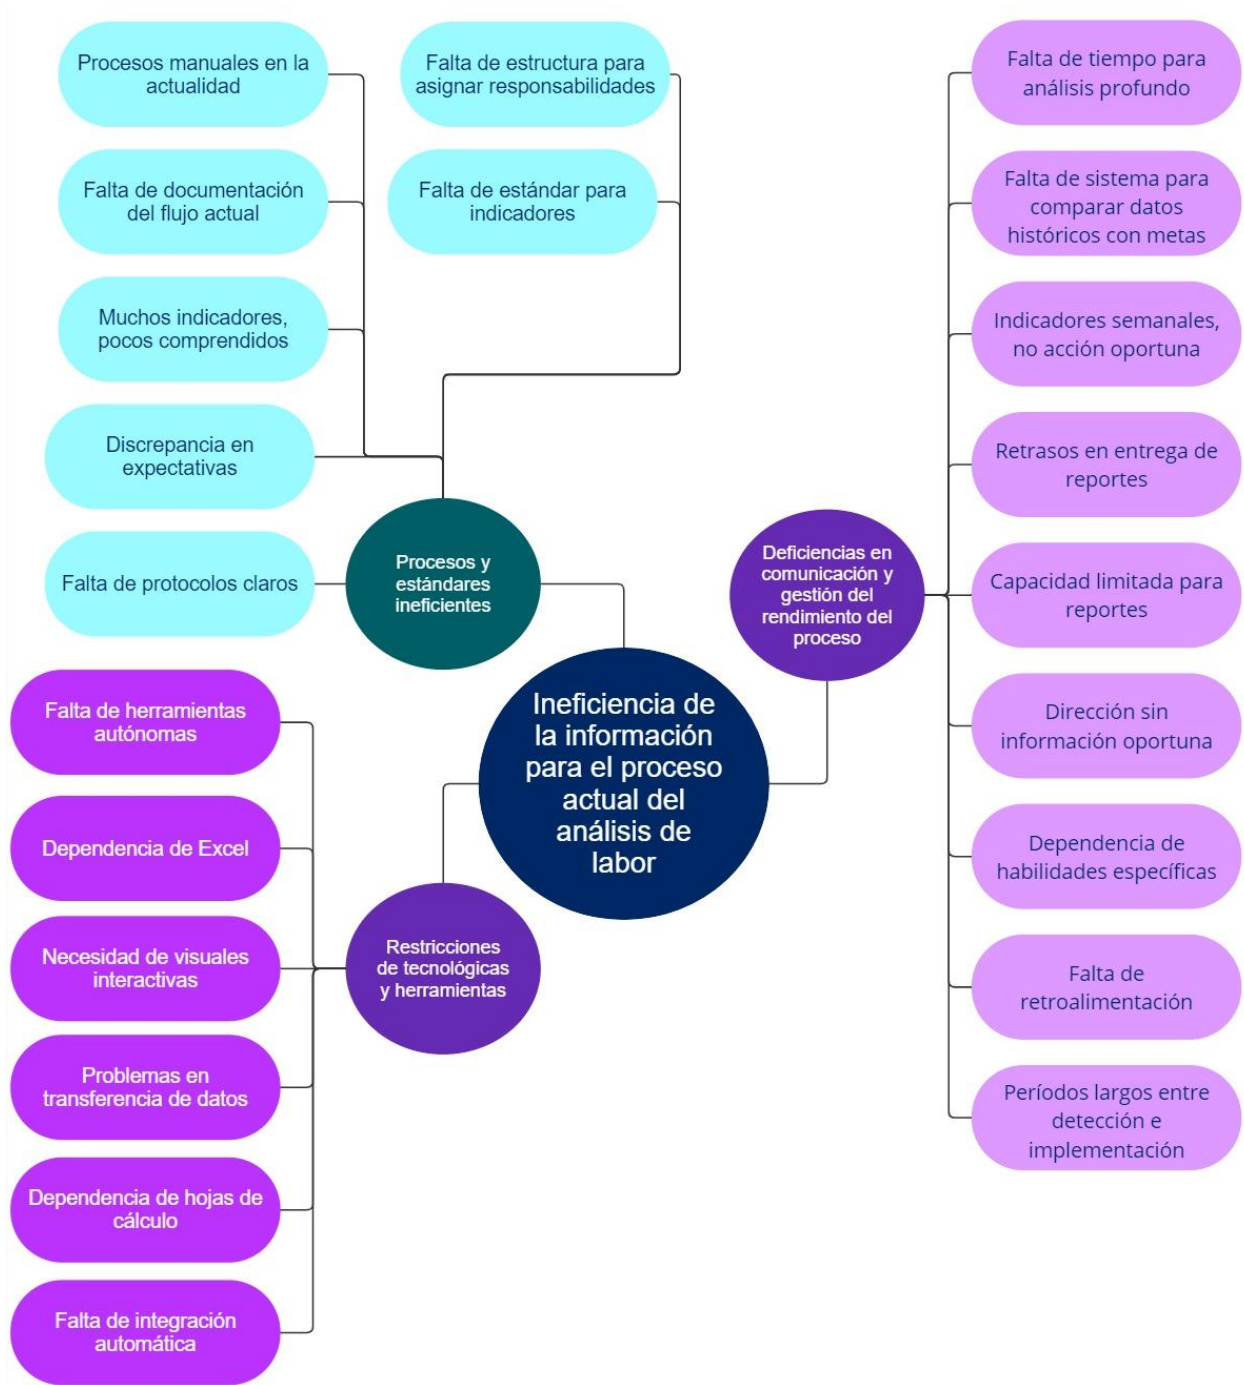 Procesos manuales en la
actualidad
Falta de estructura para
asignar responsabilidades
Falta de documentación
del flujo actual
Falta de estándar para
indicadores
Muchos indicadores,
pocos comprendidos
Discrepancia en
expectativas
Falta de protocolos claros
Procesos y
estándares
ineficientes
Falta de tiempo para
análisis profundo
Falta de sistema para
comparar datos
históricos con metas
Indicadores semanales,
no acción oportuna
Retrasos en entrega de
reportes
Capacidad limitada para
reportes
Dirección sin
información oportuna
Dependencia de
habilidades específicas
Falta de
retroalimentación
Períodos largos entre
detección e
implementación
Deficiencias en
comunicación y
gestión del
rendimiento del
proceso
Ineficiencia de
la información
para el proceso
actual del
análisis de
labor
Falta de herramientas
autónomas
Dependencia de Excel
Necesidad de visuales
interactivas
Problemas en
transferencia de datos
Dependencia de hojas de
cálculo
Falta de integración
automática
Restricciones
de tecnológicas
y herramientas